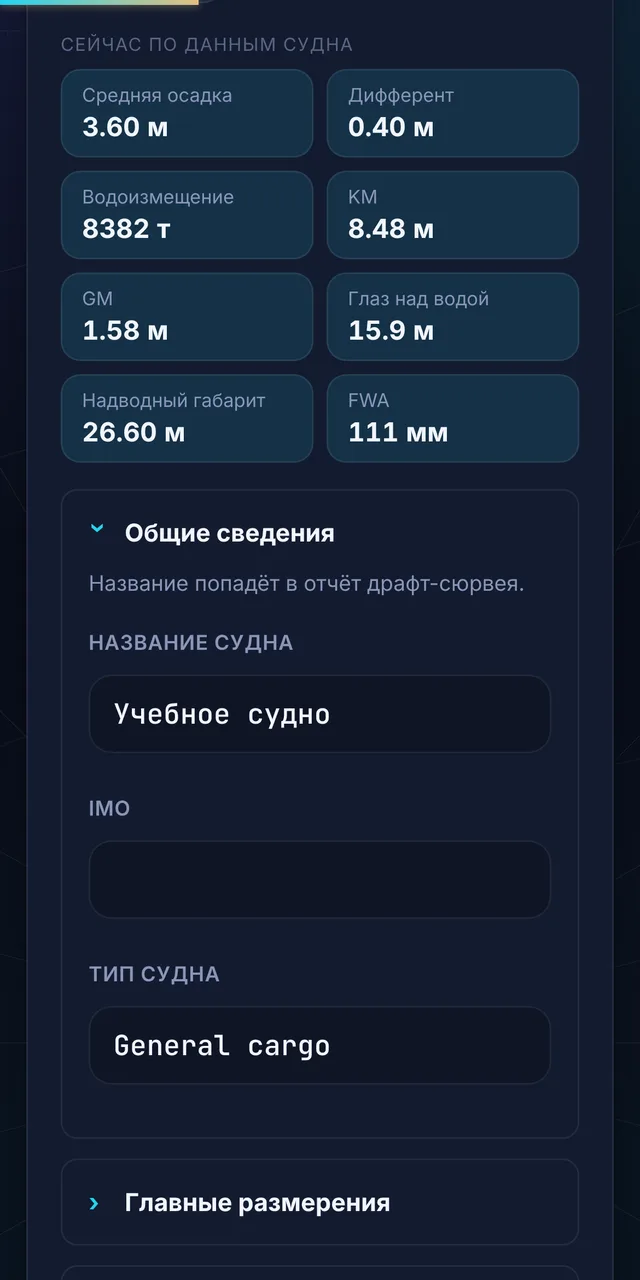 СЕЙЧАС ПО ДАННЫМ СУДНА
Средняя осадка
3.60 м
Дифферент
0.40 м
Водоизмещение
8382 т
KM
8.48 м
GM
1.58 м
Глаз над водой
15.9 м
Надводный габарит
26.60 м
FWA
111 мм
Общие сведения
Название попадёт в отчёт драфт-сюрвея.
НАЗВАНИЕ СУДНА
Учебное судно
IMO
ТИП СУДНА
General cargo
Главные размерения